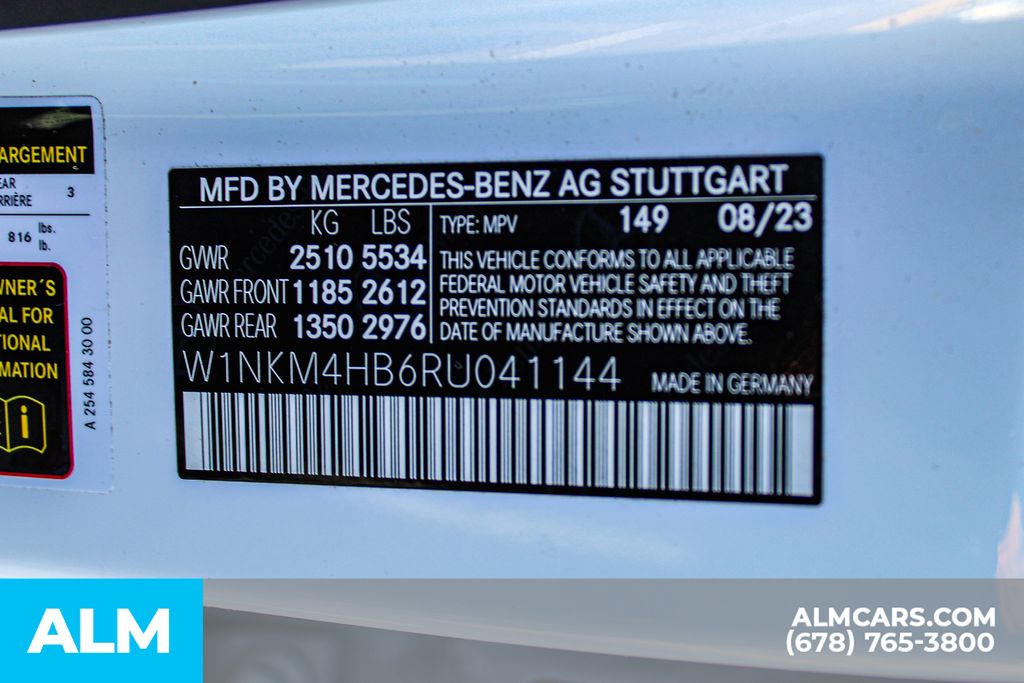 ARGEMENT
EAR
RRIÈRE
3
816 lbs.
lb.
WNER´S
AL FOR
TIONAL
MATION
A 254 584 30 00
MFD BY MERCEDES-BENZ AG STUTTGART
KG LBS
GVWR 2510 5534
GAWR FRONT 1185 2612
GAWR REAR 1350 2976
TYPE: MPV 149 08/23
THIS VEHICLE CONFORMS TO ALL APPLICABLE
FEDERAL MOTOR VEHICLE SAFETY AND THEFT
PREVENTION STANDARDS IN EFFECT ON THE
DATE OF MANUFACTURE SHOWN ABOVE.
W1NKM4HB6RU041144 MADE IN GERMANY
ALM
ALMCARS.COM
(678) 765-3800